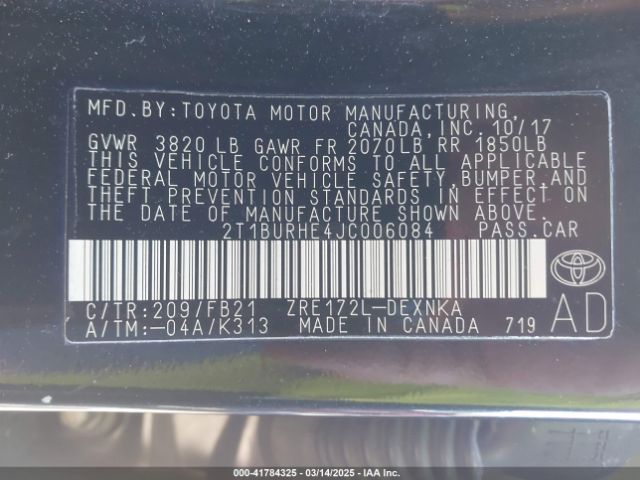 MFD. BY: TOYOTA MOTOR MANUFACTURING,
CANADA, INC. 10/17
GVWR 3820 LB GAWR FR 2070LB RR 1850LB
THIS VEHICLE CONFORMS TO ALL APPLICABLE
FEDERAL MOTOR VEHICLE SAFETY, BUMPER, AND
THEFT PREVENTION STANDARDS IN EFFECT ON
THE DATE OF MANUFACTURE SHOWN ABOVE.
2T1BURHE4JC006084 PASS. CAR
C/TR: 209/FB21 ZRE172L-DEXNKA
A/TM: -04A/K313 MADE IN CANADA 719
AD
000-41784325 | 03/14/2025 | IAA Inc.